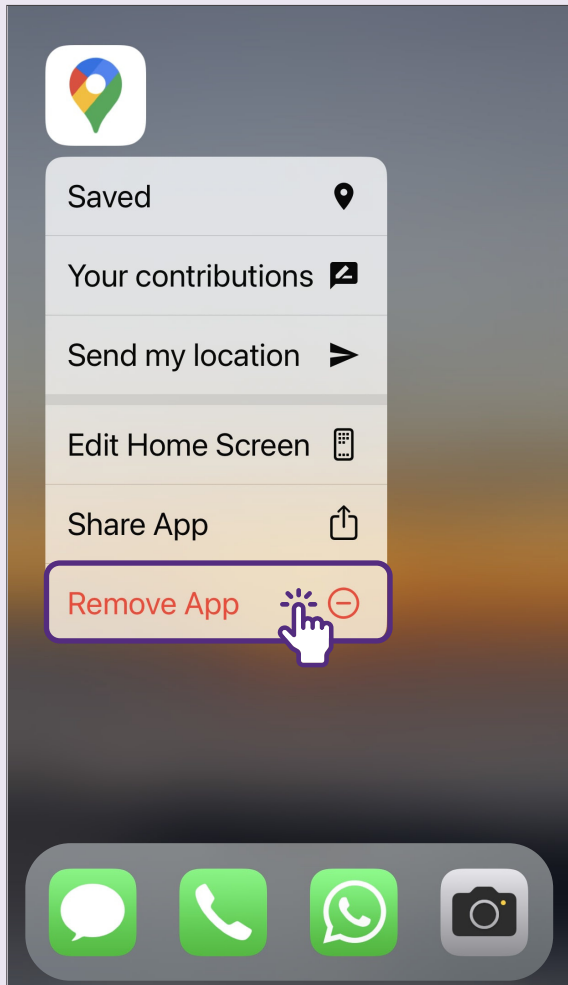 Saved
Your contributions
Send my location
Edit Home Screen
Share App
Remove App